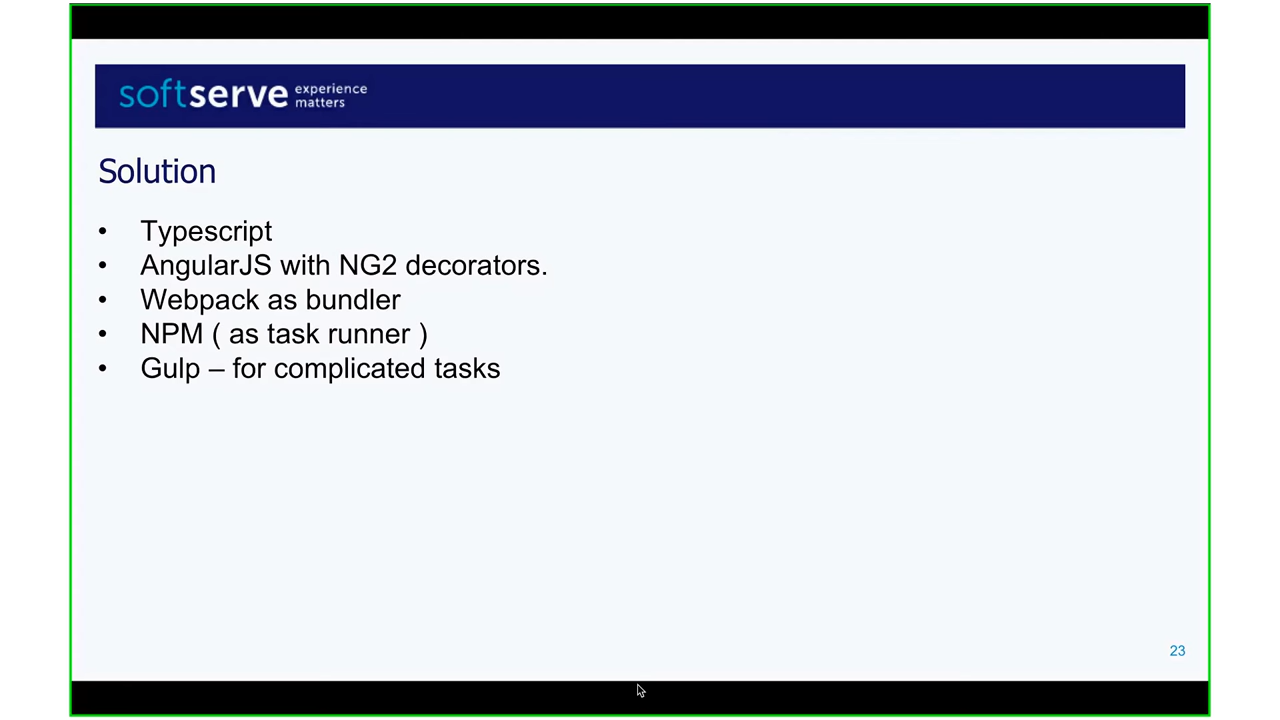 softserve experience matters
Solution
• Typescript
• AngularJS with NG2 decorators.
• Webpack as bundler
• NPM ( as task runner )
• Gulp – for complicated tasks
23